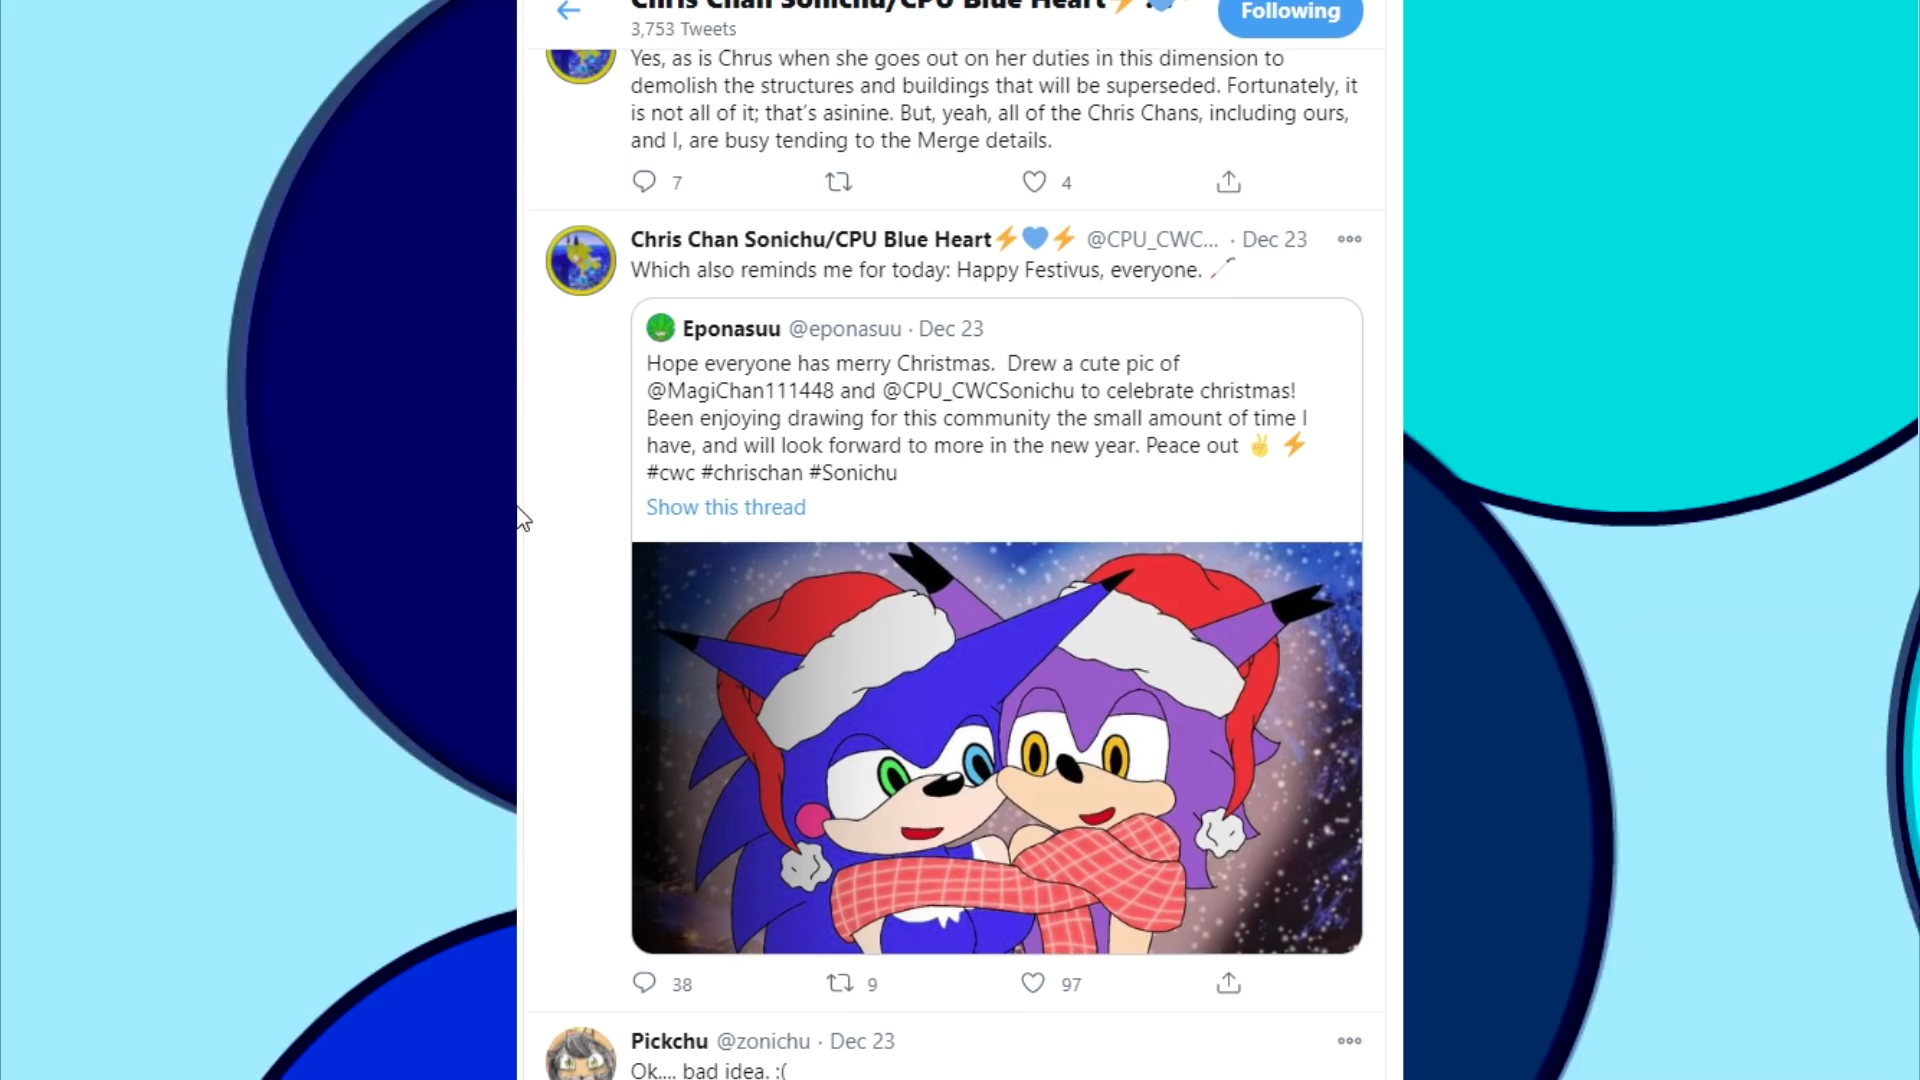 Chris Chan Sonichu/CPU Blue Heart⚡
3,753 Tweets
Following
Yes, as is Chrus when she goes out on her duties in this dimension to
demolish the structures and buildings that will be superseded. Fortunately, it
is not all of it; that's asinine. But, yeah, all of the Chris Chans, including ours,
and I, are busy tending to the Merge details.
7 4
Chris Chan Sonichu/CPU Blue Heart⚡💙⚡ @CPU_CWC... · Dec 23
Which also reminds me for today: Happy Festivus, everyone.
Eponasuu @eponasuu · Dec 23
Hope everyone has merry Christmas. Drew a cute pic of
@MagiChan111448 and @CPU_CWCSonichu to celebrate christmas!
Been enjoying drawing for this community the small amount of time I
have, and will look forward to more in the new year. Peace out ✌ ⚡
#cwc #chrischan #Sonichu
Show this thread
38 9 97
Pickchu @zonichu · Dec 23
Ok.... bad idea. :(